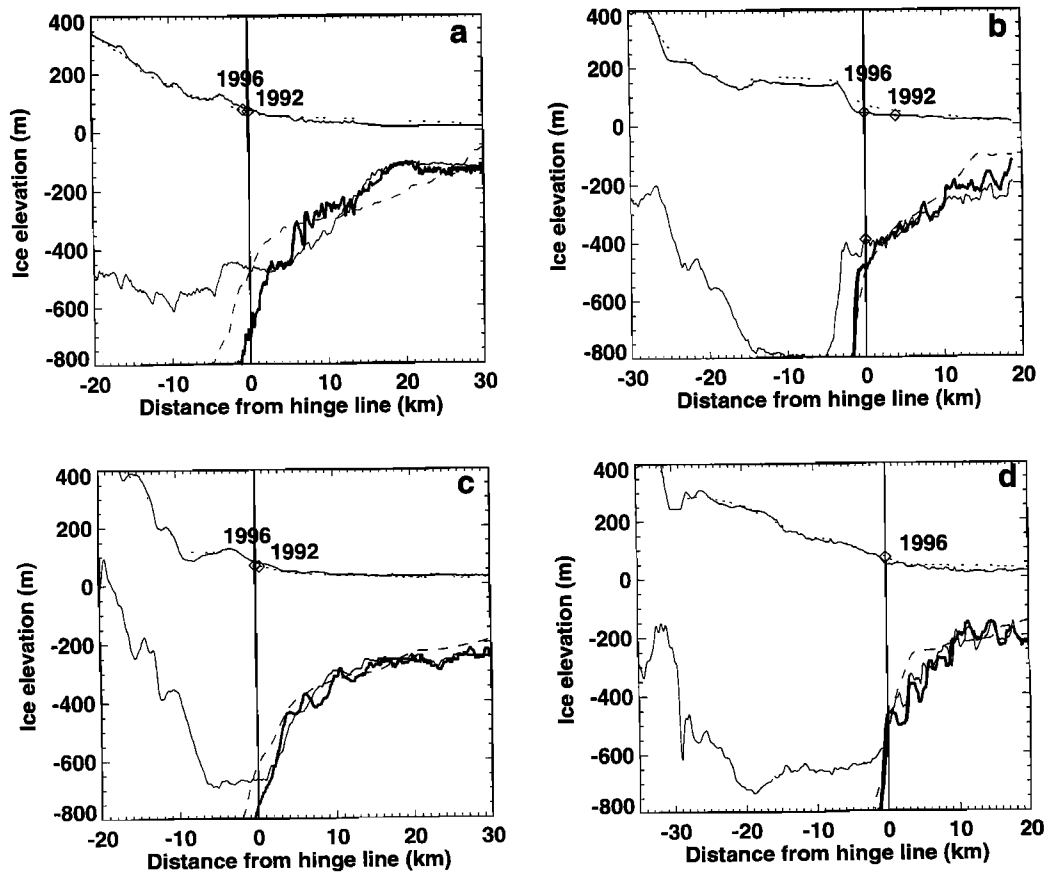 a
400
200
0
-200
-400
-600
-800
Ice elevation (m)
1996
1992
-20 -10 0 10 20 30
Distance from hinge line (km)
b
400
200
0
-200
-400
-600
-800
Ice elevation (m)
1996
1992
-30 -20 -10 0 10 20
Distance from hinge line (km)
c
400
200
0
-200
-400
-600
-800
Ice elevation (m)
1996
1992
-20 -10 0 10 20 30
Distance from hinge line (km)
d
400
200
0
-200
-400
-600
-800
Ice elevation (m)
1996
-30 -20 -10 0 10 20
Distance from hinge line (km)